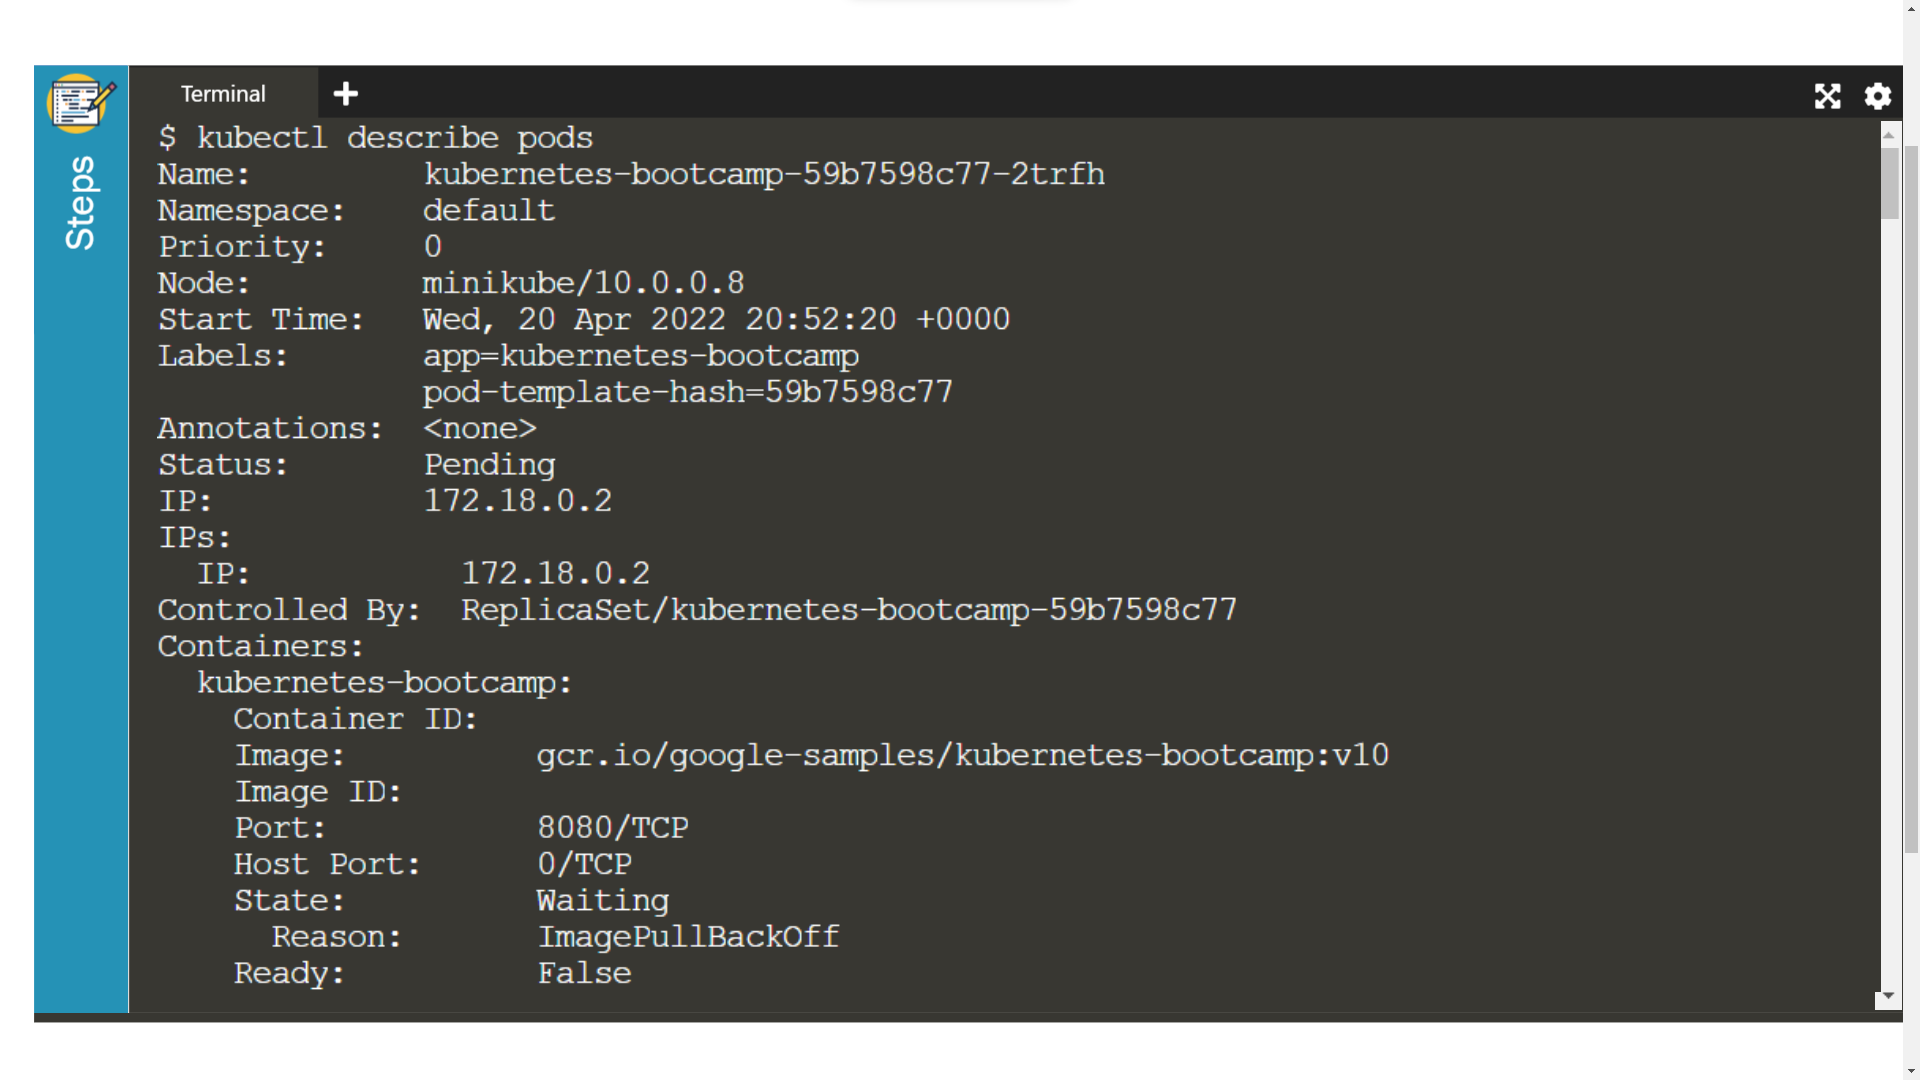 Steps
Terminal
$ kubectl describe pods
Name: kubernetes-bootcamp-59b7598c77-2trfh
Namespace: default
Priority: 0
Node: minikube/10.0.0.8
Start Time: Wed, 20 Apr 2022 20:52:20 +0000
Labels: app=kubernetes-bootcamp
pod-template-hash=59b7598c77
Annotations: <none>
Status: Pending
IP: 172.18.0.2
IPs:
IP: 172.18.0.2
Controlled By: ReplicaSet/kubernetes-bootcamp-59b7598c77
Containers:
kubernetes-bootcamp:
Container ID:
Image: gcr.io/google-samples/kubernetes-bootcamp:v10
Image ID:
Port: 8080/TCP
Host Port: 0/TCP
State: Waiting
Reason: ImagePullBackOff
Ready: False